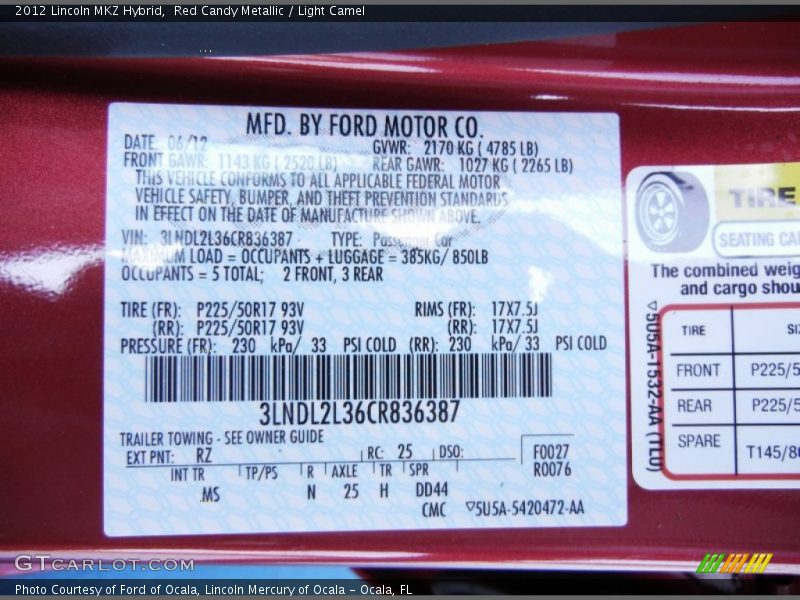 2012 Lincoln MKZ Hybrid,  Red Candy Metallic / Light Camel
MFD. BY FORD MOTOR CO.
DATE: 06/12
GVWR: 2170 KG ( 4785 LB)
FRONT GAWR: 1143 KG ( 2520 LB)
REAR GAWR: 1027 KG ( 2265 LB)
THIS VEHICLE CONFORMS TO ALL APPLICABLE FEDERAL MOTOR
VEHICLE SAFETY, BUMPER, AND THEFT PREVENTION STANDARDS
IN EFFECT ON THE DATE OF MANUFACTURE SHOWN ABOVE.
VIN: 3LNDL2L36CR836387 TYPE: Passenger Car
MAXIMUM LOAD = OCCUPANTS + LUGGAGE = 385KG/ 850LB
OCCUPANTS = 5 TOTAL; 2 FRONT, 3 REAR
TIRE (FR): P225/50R17 93V RIMS (FR): 17X7.5J
(RR): P225/50R17 93V (RR): 17X7.5J
PRESSURE (FR): 230 kPa/ 33 PSI COLD (RR): 230 kPa/ 33 PSI COLD
3LNDL2L36CR836387
TRAILER TOWING - SEE OWNER GUIDE
EXT PNT: RZ RC: 25 DSO: F0027
R0076
INT TR TP/PS R AXLE TR SPR
MS N 25 H DD44
CMC ▽5U5A-5420472-AA
TIRE
SEATING CA
The combined weig
and cargo shou
▽5U5A-1532-AA (TLU)
TIRE SI
FRONT P225/5
REAR P225/5
SPARE T145/8
GTCarLot.com
Photo Courtesy of Ford of Ocala, Lincoln Mercury of Ocala - Ocala, FL